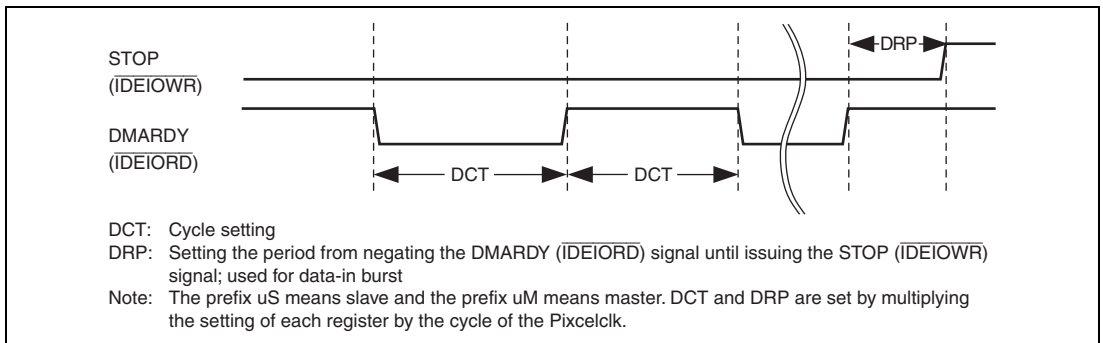 STOP
(IDEIOWR)
DRP
DMARDY
(IDEIORD)
DCT
DCT
DCT: Cycle setting
DRP: Setting the period from negating the DMARDY (IDEIORD) signal until issuing the STOP (IDEIOWR)
signal; used for data-in burst
Note: The prefix uS means slave and the prefix uM means master. DCT and DRP are set by multiplying
the setting of each register by the cycle of the Pixcelclk.